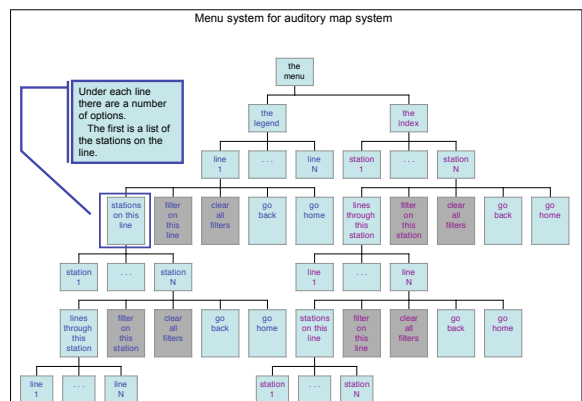 Menu system for auditory map system
the
menu
Under each line
there are a number
of options.
The first is a list of
the stations on the
line.
the
legend
the
index
line
1
. . .
line
N
station
1
. . .
station
N
stations
on this
line
filter
on
this
line
clear
all
filters
go
back
go
home
lines
through
this
station
filter
on
this
station
clear
all
filters
go
back
go
home
station
1
. . .
station
N
line
1
. . .
line
N
lines
through
this
station
filter
on
this
station
clear
all
filters
go
back
go
home
stations
on this
line
filter
on
this
line
clear
all
filters
go
back
go
home
line
1
. . .
line
N
station
1
. . .
station
N